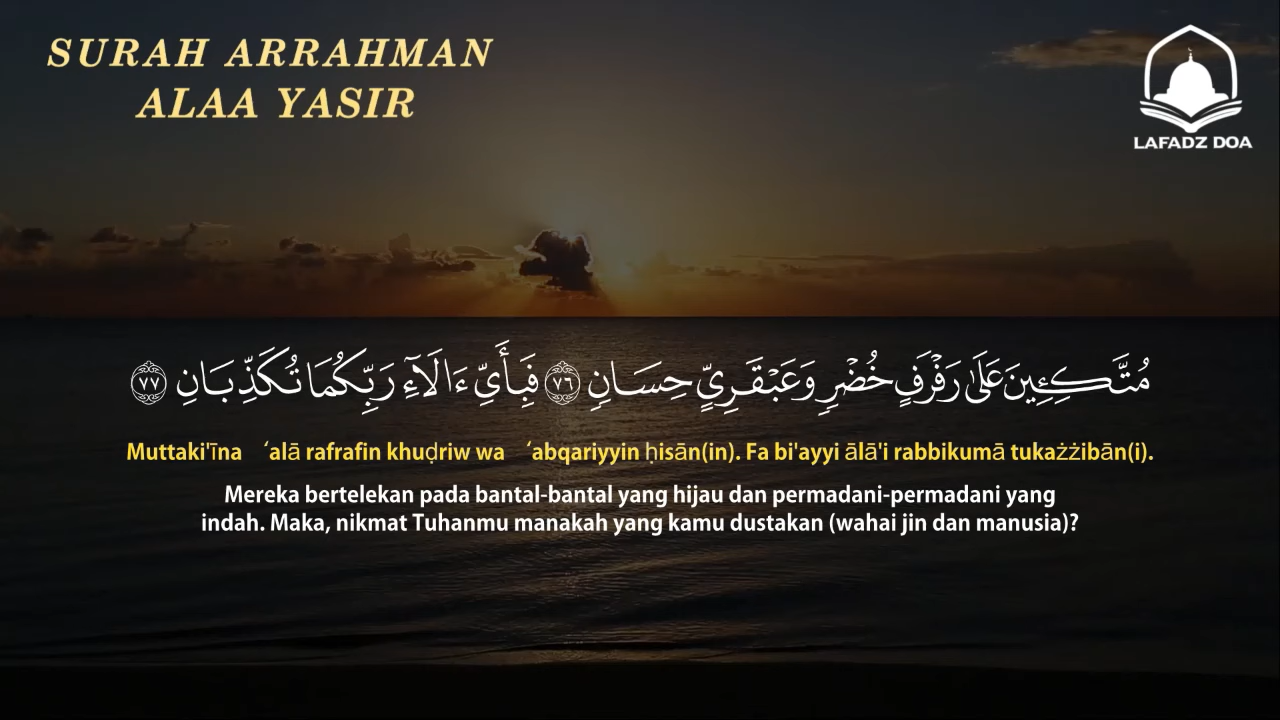 SURAH ARRAHMAN
ALAA YASIR
LAFADZ DOA
مُتَّكِـِٔينَ عَلَىٰ رَفْرَفٍ خُضْرٍ وَعَبْقَرِىٍّ حِسَانٍ ٧٦ فَبِأَىِّ ءَالَآءِ رَبِّكُمَا تُكَذِّبَانِ ٧٧
Muttaki'īna ‘alā rafrafin khuḍriw wa ‘abqariyyin ḥisān(in). Fa bi'ayyi ālā'i rabbikumā tukażżibān(i).
Mereka bertelekan pada bantal-bantal yang hijau dan permadani-permadani yang
indah. Maka, nikmat Tuhanmu manakah yang kamu dustakan (wahai jin dan manusia)?